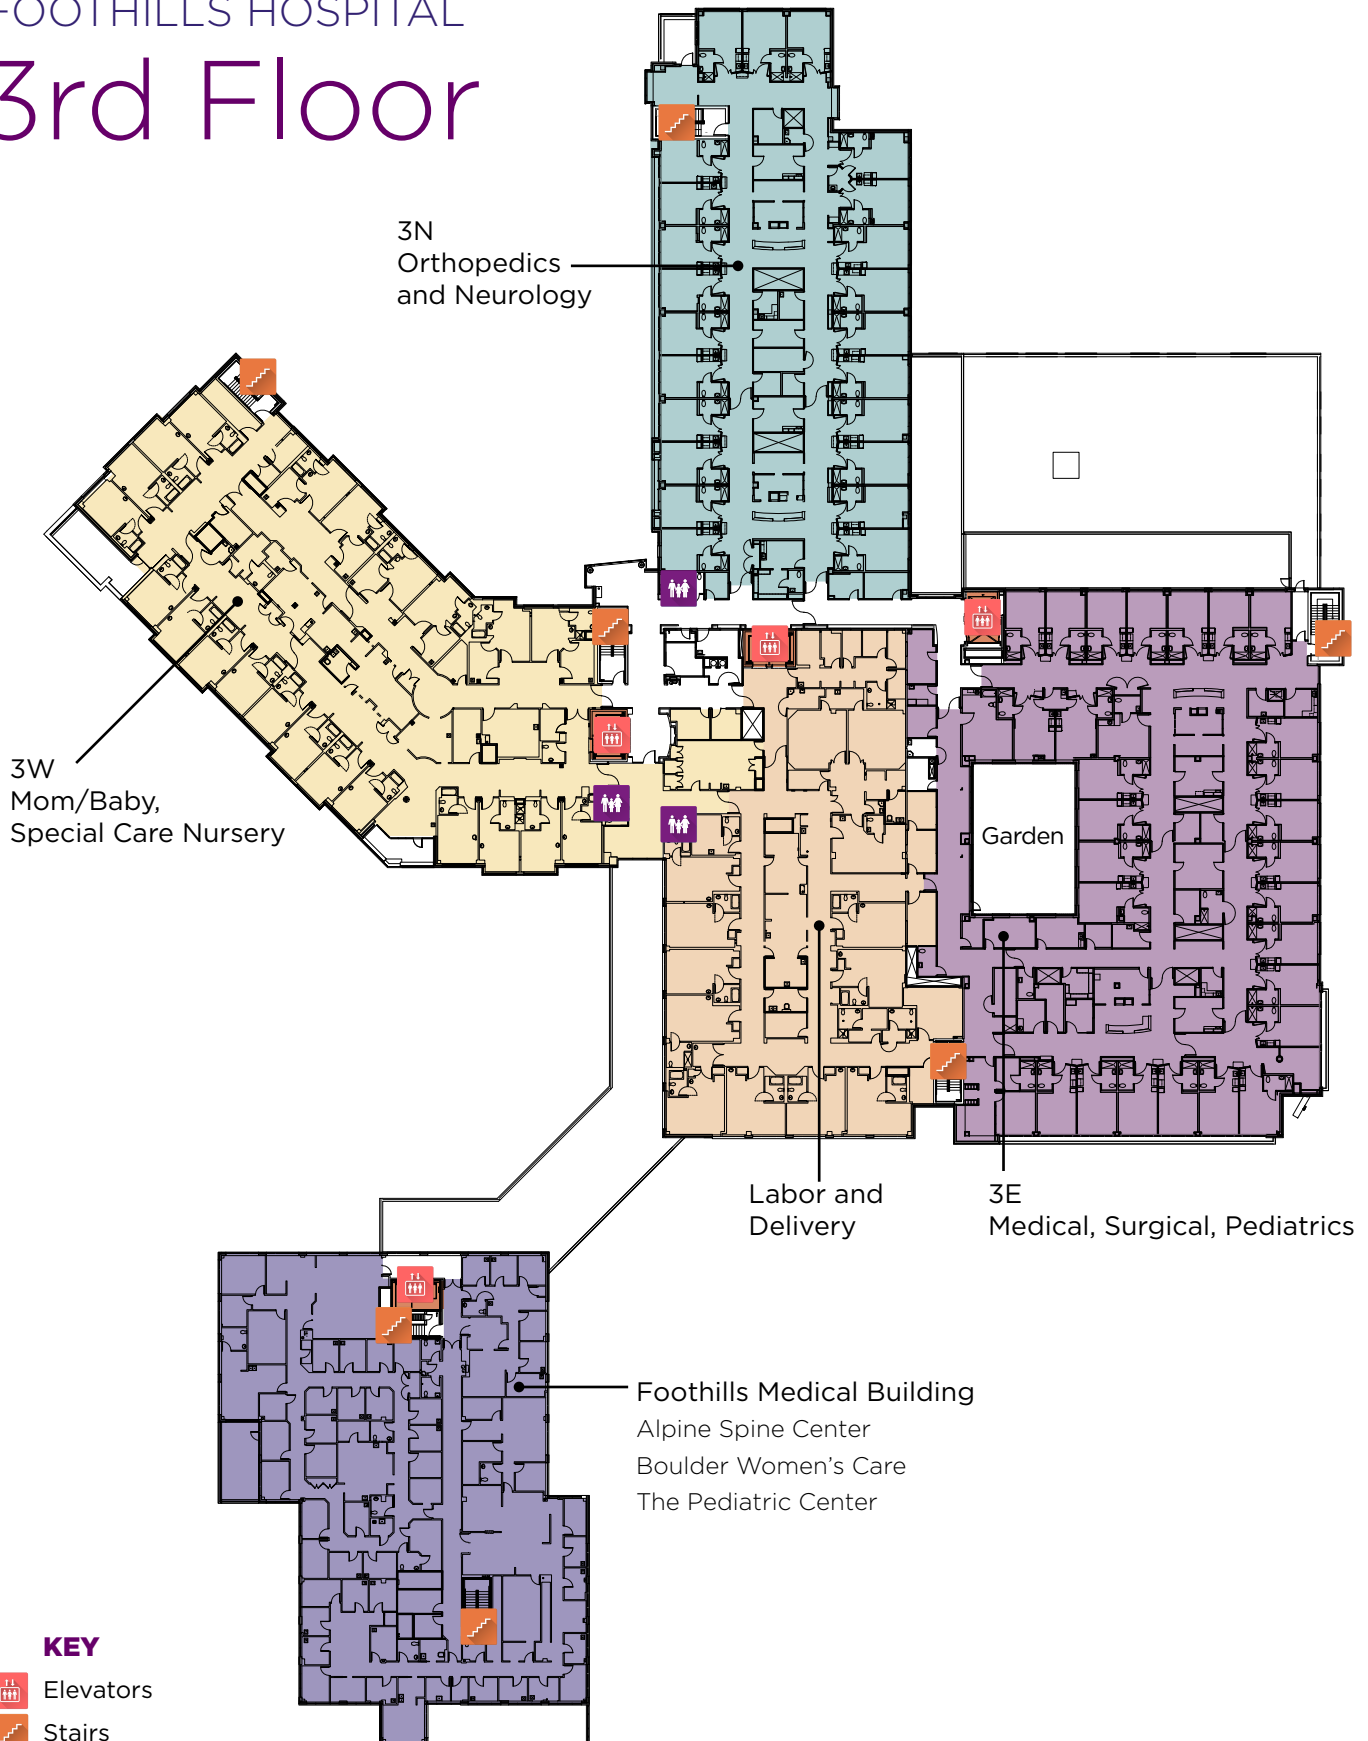 FOOTHILLS HOSPITAL
3rd Floor
3N
Orthopedics
and Neurology
3W
Mom/Baby,
Special Care Nursery
Garden
Labor and
Delivery
3E
Medical, Surgical, Pediatrics
Foothills Medical Building
Alpine Spine Center
Boulder Women's Care
The Pediatric Center
KEY
Elevators
Stairs